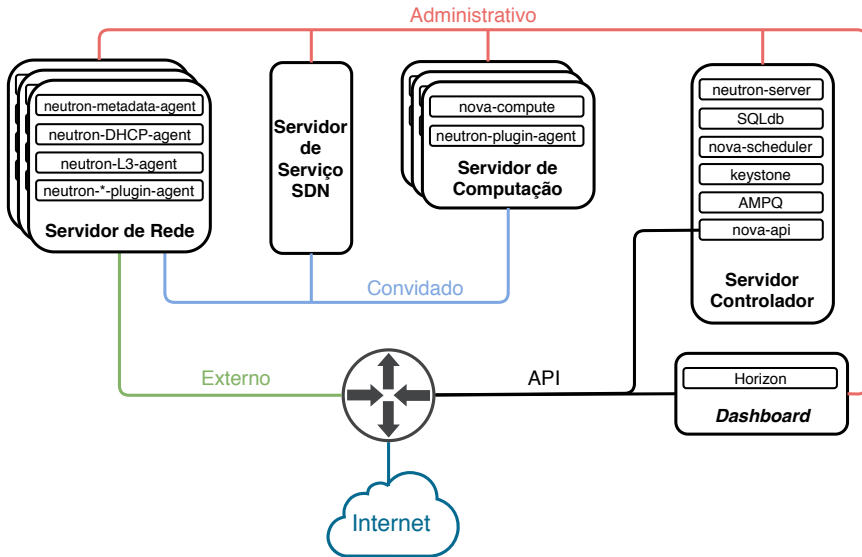 Administrativo
neutron-metadata-agent
neutron-DHCP-agent
neutron-L3-agent
neutron-*-plugin-agent
Servidor de Rede
Servidor
de
Serviço
SDN
nova-compute
neutron-plugin-agent
Servidor de
Computação
neutron-server
SQLdb
nova-scheduler
keystone
AMPQ
nova-api
Servidor
Controlador
Convidado
Externo
API
Horizon
Dashboard
Internet